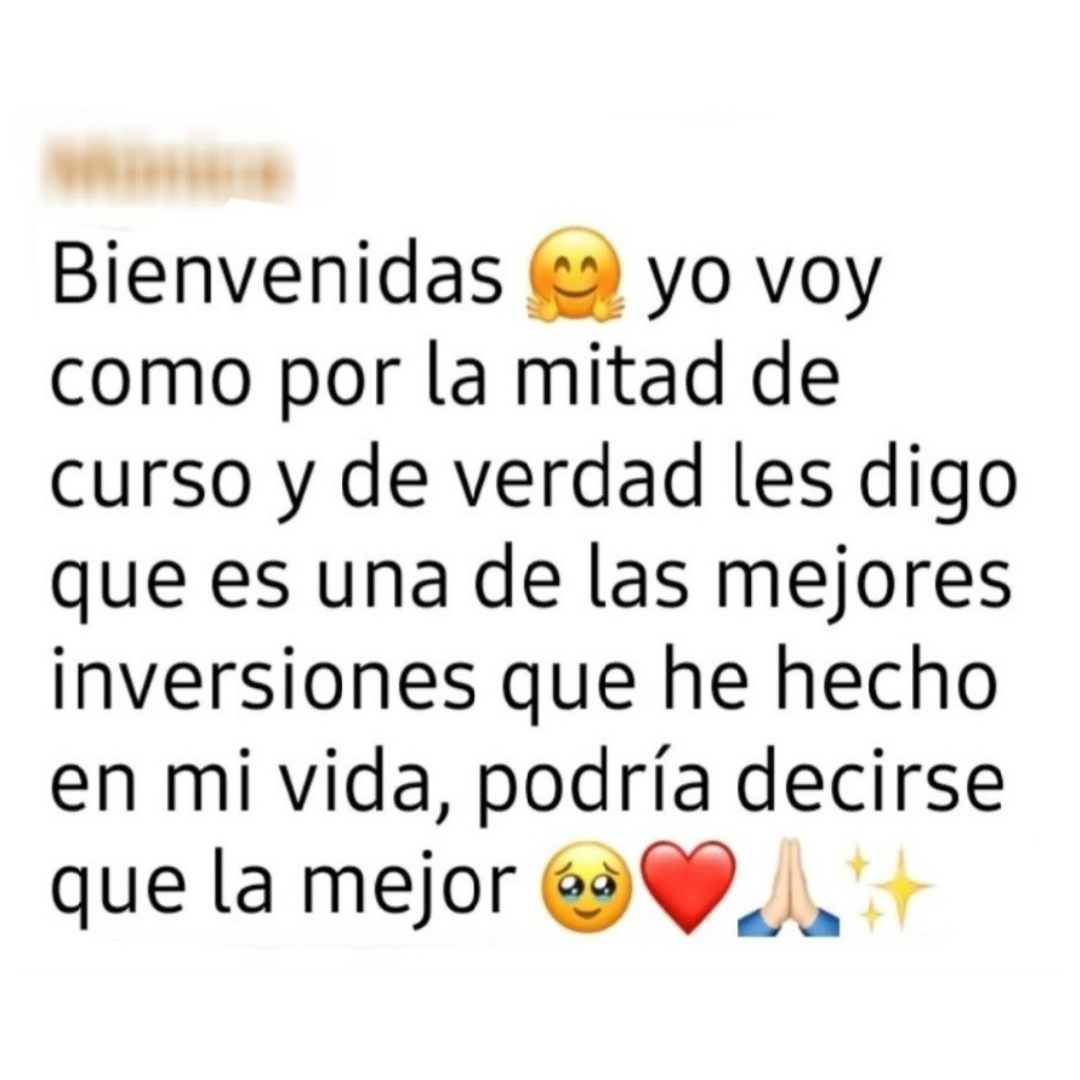 Bienvenidas 🤗 yo voy
como por la mitad de
curso y de verdad les digo
que es una de las mejores
inversiones que he hecho
en mi vida, podría decirse
que la mejor 🥹❤️🙏🏻✨